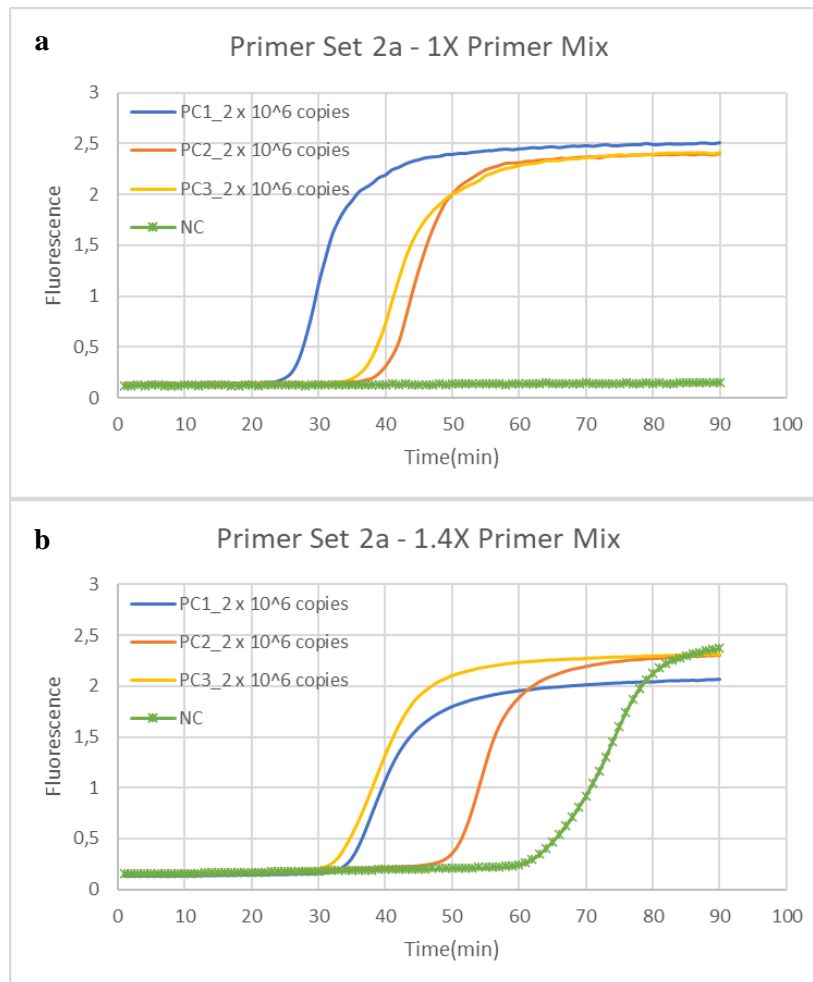 a
Primer Set 2a - 1X Primer Mix
3
2,5
2
1,5
1
0,5
0
Fluorescence
PC1_2 x 10^6 copies
PC2_2 x 10^6 copies
PC3_2 x 10^6 copies
NC
0 10 20 30 40 50 60 70 80 90 100
Time(min)
b
Primer Set 2a - 1.4X Primer Mix
3
2,5
2
1,5
1
0,5
0
Fluorescence
PC1_2 x 10^6 copies
PC2_2 x 10^6 copies
PC3_2 x 10^6 copies
NC
0 10 20 30 40 50 60 70 80 90 100
Time(min)